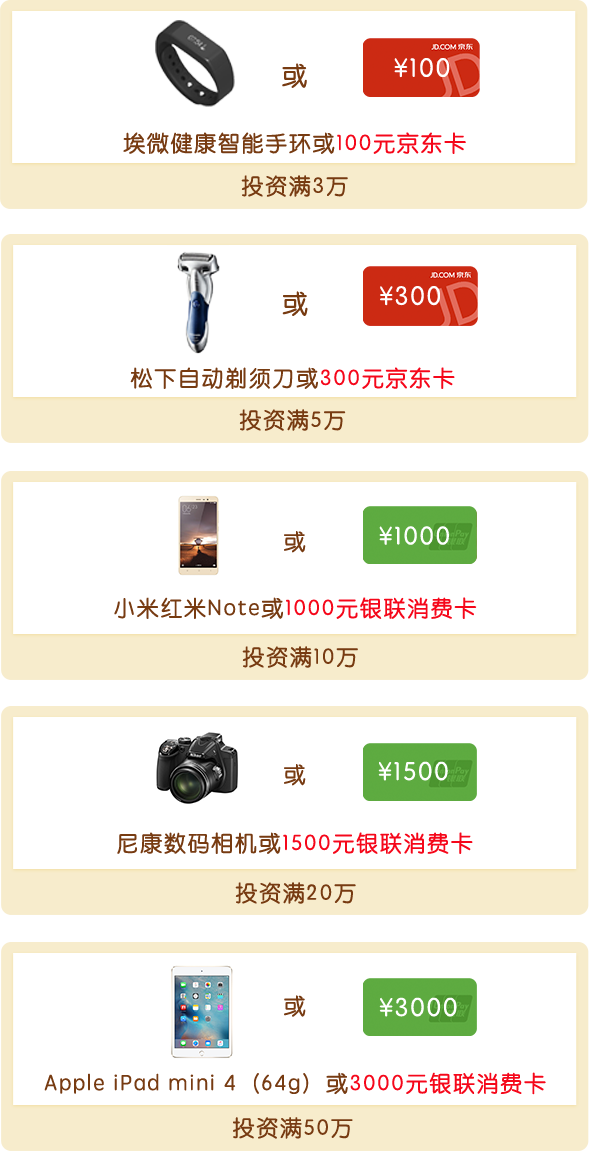 或
JD.COM 京东
¥100
埃微健康智能手环或100元京东卡
投资满3万
或
JD.COM 京东
¥300
松下自动剃须刀或300元京东卡
投资满5万
或
¥1000
小米红米Note或1000元银联消费卡
投资满10万
或
¥1500
尼康数码相机或1500元银联消费卡
投资满20万
或
¥3000
Apple iPad mini 4（64g）或3000元银联消费卡
投资满50万